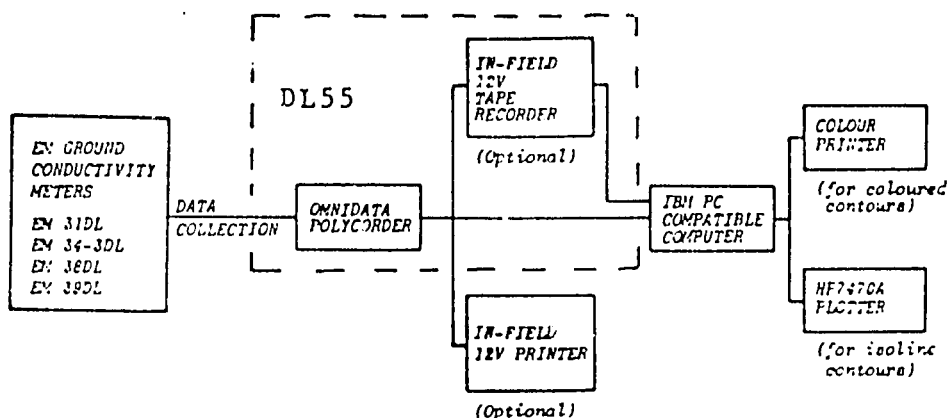 DL55
EM GROUND
CONDUCTIVITY
METERS
EM 31DL
EM 34-3DL
EM 38DL
EM 39DL
DATA
COLLECTION
OMNIDATA
POLYCORDER
IN-FIELD
12V
TAPE
RECORDER
(Optional)
IN-FIELD
12V PRINTER
(Optional)
IBM PC
COMPATIBLE
COMPUTER
COLOUR
PRINTER
(for coloured
contours)
HP7470A
PLOTTER
(for isoline
contours)